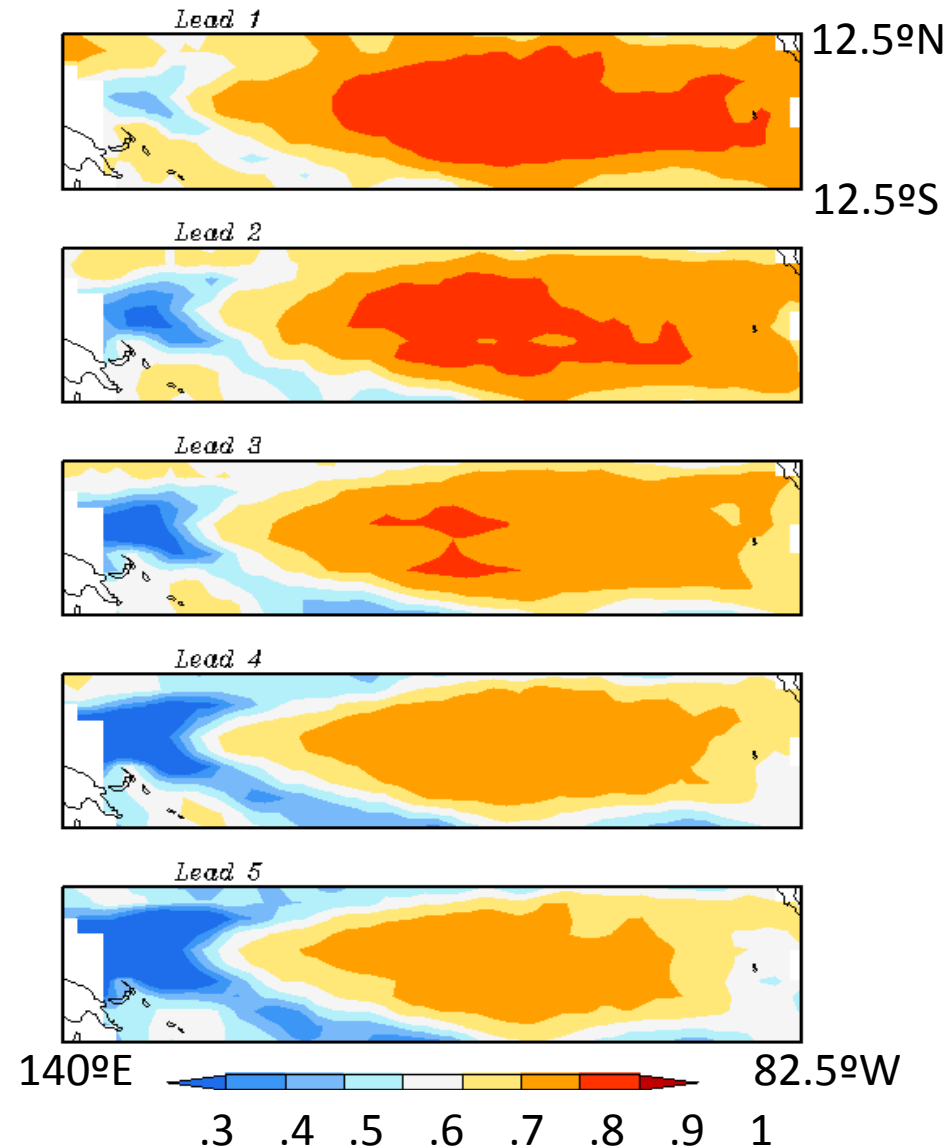 Lead 1
12.5ºN
12.5ºS
Lead 2
Lead 3
Lead 4
Lead 5
140ºE
82.5ºW
.3 .4 .5 .6 .7 .8 .9 1